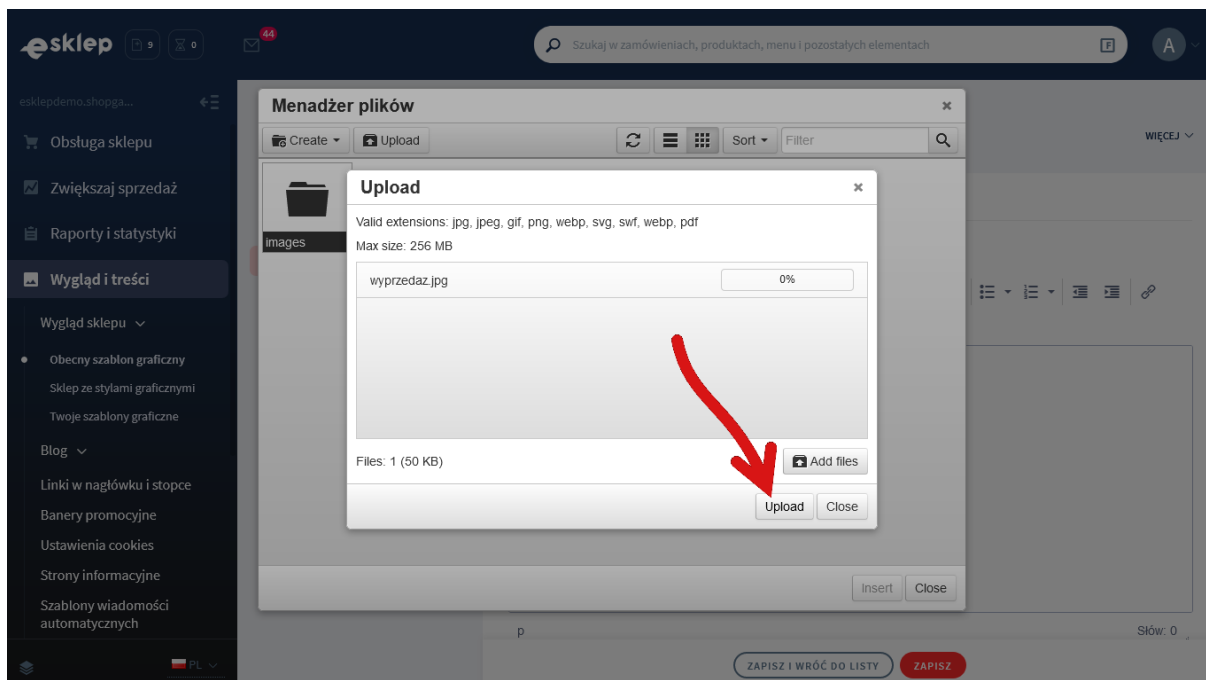 esklep
9
0
44
Szukaj w zamówieniach, produktach, menu i pozostałych elementach
F
A
esklepdemo.shopga...
Obsługa sklepu
Zwiększaj sprzedaż
Raporty i statystyki
Wygląd i treści
Wygląd sklepu
Obecny szablon graficzny
Sklep ze stylami graficznymi
Twoje szablony graficzne
Blog
Linki w nagłówku i stopce
Banery promocyjne
Ustawienia cookies
Strony informacyjne
Szablony wiadomości
automatycznych
PL
WIĘCEJ
Menadżer plików
Create
Upload
Sort
Filter
images
Upload
Valid extensions: jpg, jpeg, gif, png, webp, svg, swf, webp, pdf
Max size: 256 MB
wyprzedaz.jpg
0%
Files: 1 (50 KB)
Add files
Upload
Close
Insert
Close
p
Słów: 0
ZAPISZ I WRÓĆ DO LISTY
ZAPISZ